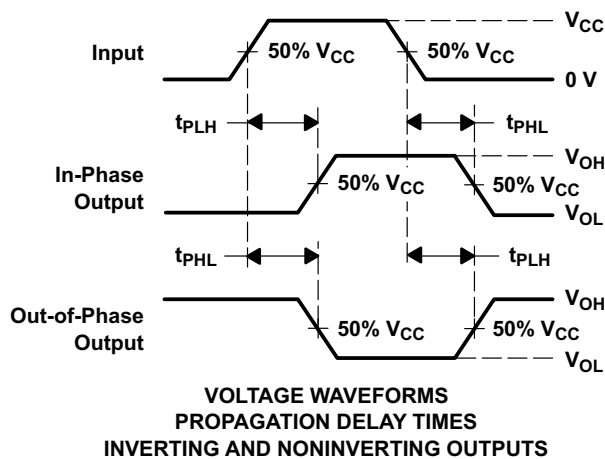 Input
50% VCC
50% VCC
VCC
0 V
tPLH
tPHL
In-Phase
Output
50% VCC
50% VCC
VOH
VOL
tPHL
tPLH
Out-of-Phase
Output
50% VCC
50% VCC
VOH
VOL
VOLTAGE WAVEFORMS
PROPAGATION DELAY TIMES
INVERTING AND NONINVERTING OUTPUTS